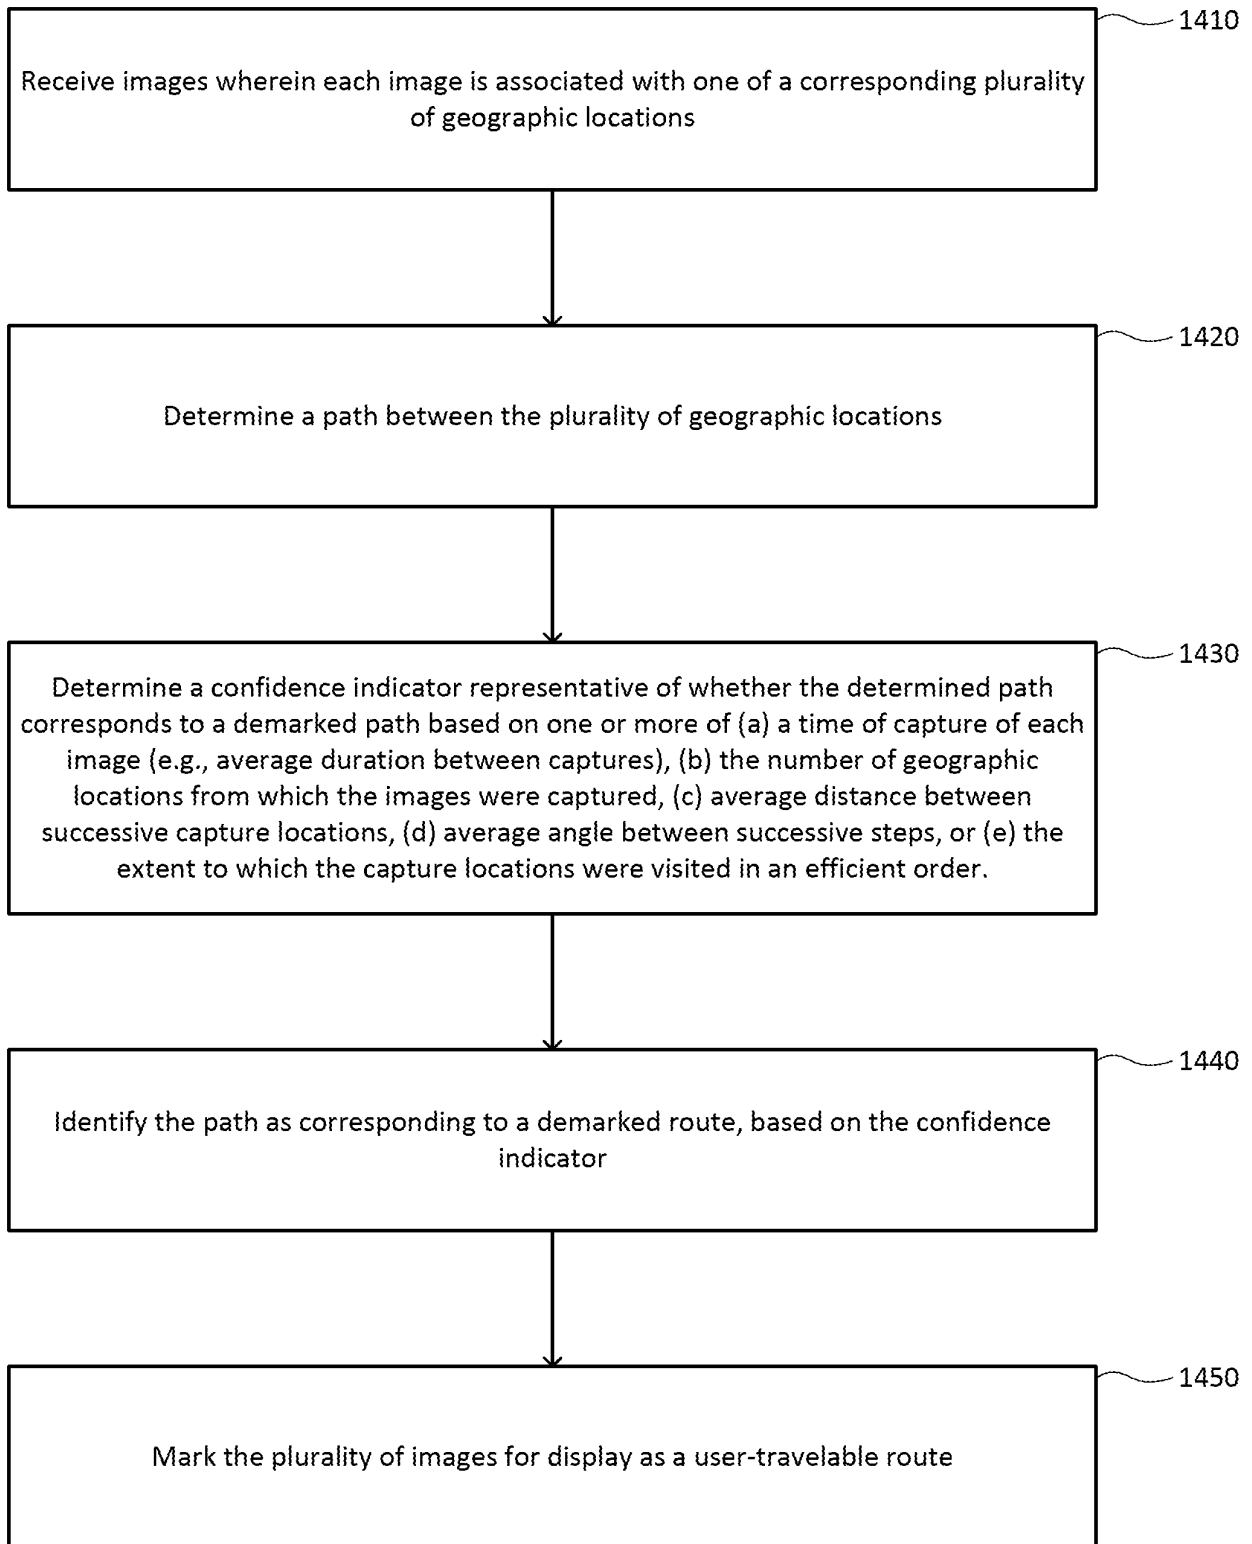 1410
Receive images wherein each image is associated with one of a corresponding plurality
of geographic locations
1420
Determine a path between the plurality of geographic locations
1430
Determine a confidence indicator representative of whether the determined path
corresponds to a demarked path based on one or more of (a) a time of capture of each
image (e.g., average duration between captures), (b) the number of geographic
locations from which the images were captured, (c) average distance between
successive capture locations, (d) average angle between successive steps, or (e) the
extent to which the capture locations were visited in an efficient order.
1440
Identify the path as corresponding to a demarked route, based on the confidence
indicator
1450
Mark the plurality of images for display as a user-travelable route